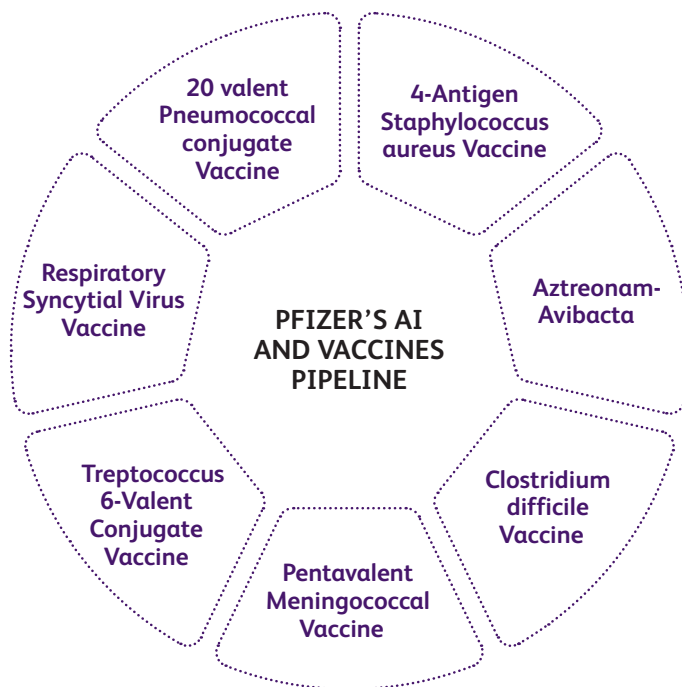 20 valent
Pneumococcal
conjugate
Vaccine
4-Antigen
Staphylococcus
aureus Vaccine
Respiratory
Syncytial Virus
Vaccine
PFIZER’S AI
AND VACCINES
PIPELINE
Aztreonam-
Avibacta
Treptococcus
6-Valent
Conjugate
Vaccine
Clostridium
difficile
Vaccine
Pentavalent
Meningococcal
Vaccine